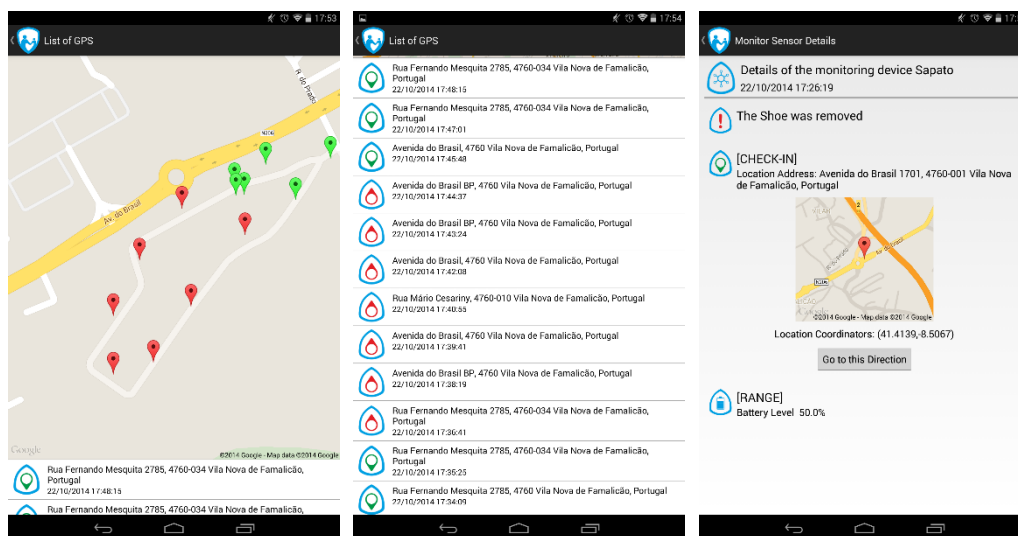 17:53
List of GPS
R. do Prado
N206
Av. do Brasil
Google
©2014 Google - Map data ©2014 Google
Rua Fernando Mesquita 2785, 4760-034 Vila Nova de Famalicão,
Portugal
22/10/2014 17:48:15
Rua Fernando Mesquita 2785, 4760-034 Vila Nova de Famalicão,
17:54
List of GPS
Rua Fernando Mesquita 2785, 4760-034 Vila Nova de Famalicão,
Portugal
22/10/2014 17:48:15
Rua Fernando Mesquita 2785, 4760-034 Vila Nova de Famalicão,
Portugal
22/10/2014 17:47:01
Avenida do Brasil, 4760 Vila Nova de Famalicão, Portugal
22/10/2014 17:45:48
Avenida do Brasil BP, 4760 Vila Nova de Famalicão, Portugal
22/10/2014 17:44:37
Avenida do Brasil BP, 4760 Vila Nova de Famalicão, Portugal
22/10/2014 17:43:24
Avenida do Brasil, 4760 Vila Nova de Famalicão, Portugal
22/10/2014 17:42:08
Rua Mário Cesariny, 4760-010 Vila Nova de Famalicão, Portugal
22/10/2014 17:40:55
Avenida do Brasil, 4760 Vila Nova de Famalicão, Portugal
22/10/2014 17:39:41
Avenida do Brasil BP, 4760 Vila Nova de Famalicão, Portugal
22/10/2014 17:38:19
Rua Fernando Mesquita 2785, 4760-034 Vila Nova de Famalicão,
Portugal
22/10/2014 17:36:41
Rua Fernando Mesquita 2785, 4760-034 Vila Nova de Famalicão,
Portugal
22/10/2014 17:35:25
Rua Fernando Mesquita 2785, 4760 Vila Nova de Famalicão, Portugal
22/10/2014 17:34:09
Monitor Sensor Details
Details of the monitoring device Sapato
22/10/2014 17:26:19
The Shoe was removed
[CHECK-IN]
Location Address: Avenida do Brasil 1701, 4760-001 Vila Nova
de Famalicão, Portugal
2
N206
©2014 Google - Map data ©2014 Google
Location Coordinators: (41.4139,-8.5067)
Go to this Direction
[RANGE]
Battery Level 50.0%